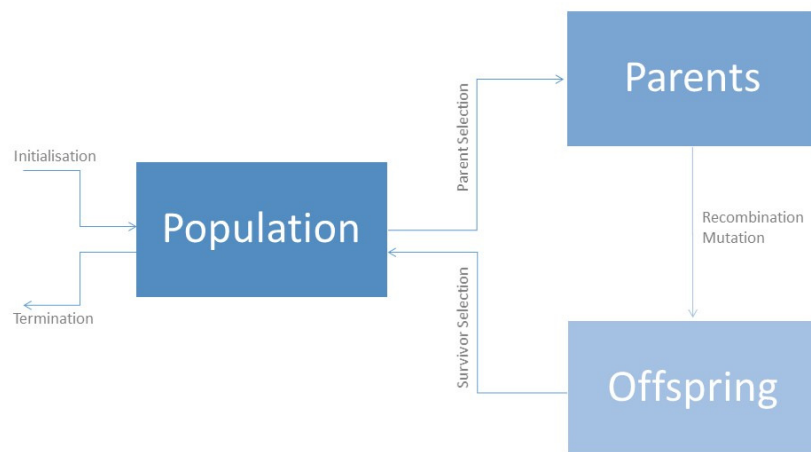 Parents
Parent Selection
Initialisation
Population
Recombination
Mutation
Termination
Survivor Selection
Offspring